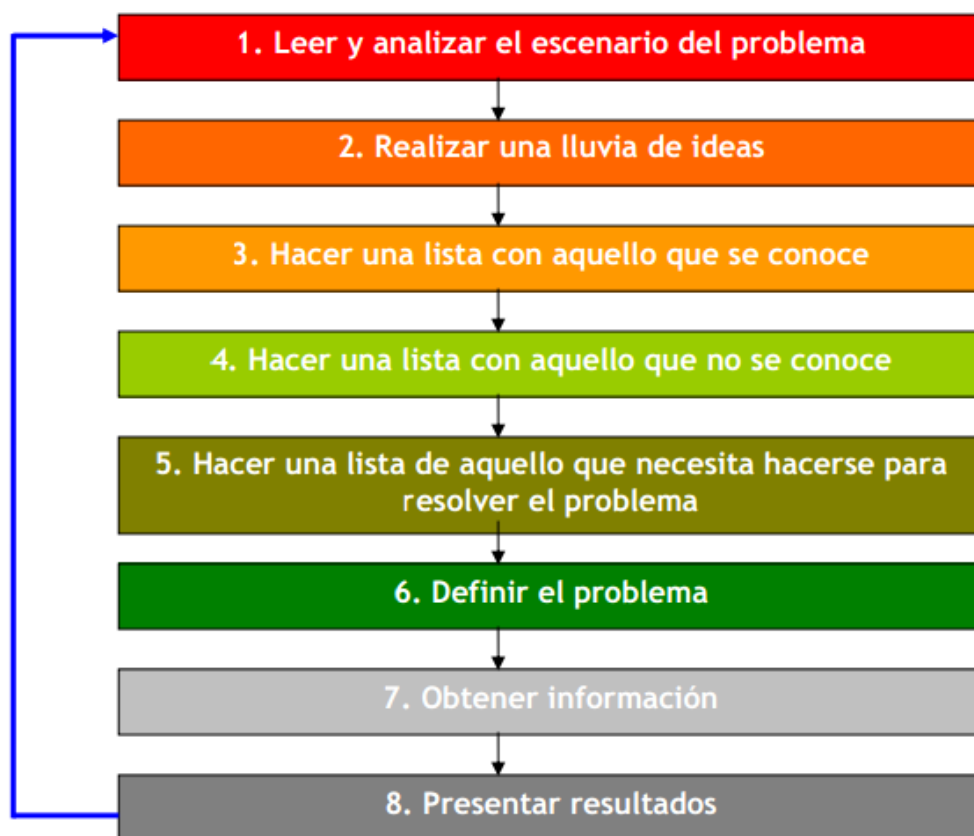 1. Leer y analizar el escenario del problema
2. Realizar una lluvia de ideas
3. Hacer una lista con aquello que se conoce
4. Hacer una lista con aquello que no se conoce
5. Hacer una lista de aquello que necesita hacerse para
resolver el problema
6. Definir el problema
7. Obtener información
8. Presentar resultados